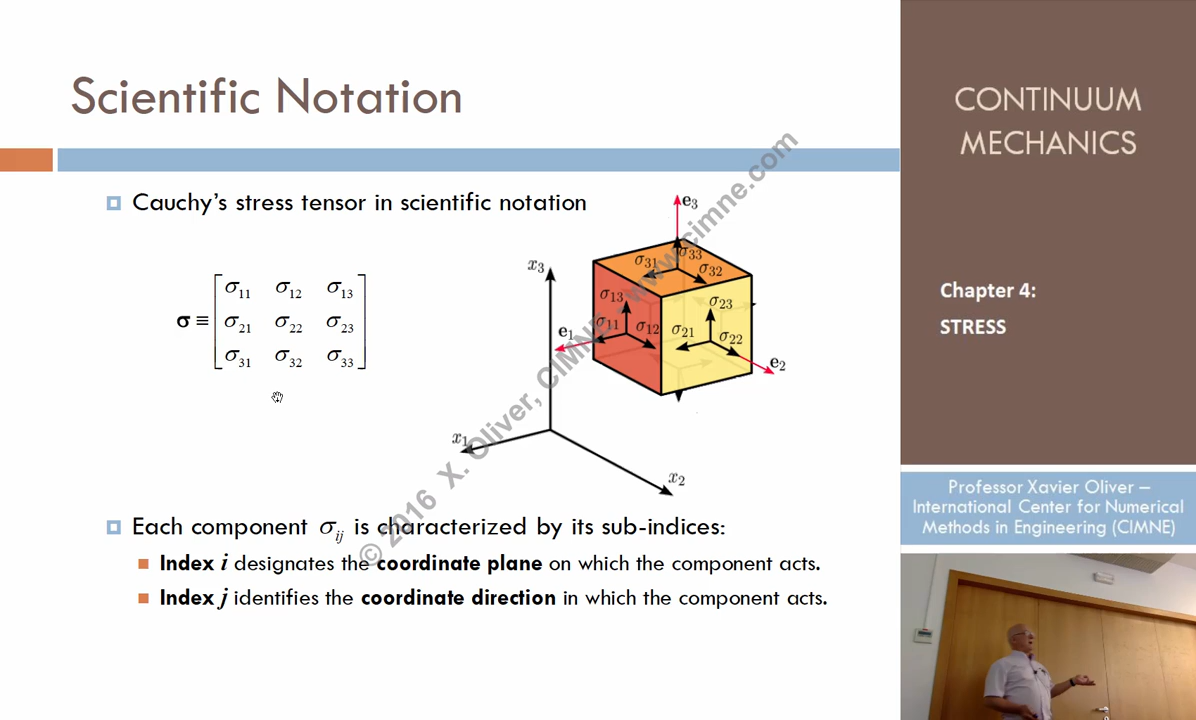 Scientific Notation
Cauchy's stress tensor in scientific notation
σ ≡ [ σ11 σ12 σ13
σ21 σ22 σ23
σ31 σ32 σ33 ]
x3
x1
x2
e3
e1
e2
σ31 σ33 σ32
σ13 σ11 σ12
σ23 σ21 σ22
Each component σij is characterized by its sub-indices:
Index i designates the coordinate plane on which the component acts.
Index j identifies the coordinate direction in which the component acts.
© 2016 X. Oliver, CIMNE - www.cimne.com
CONTINUUM
MECHANICS
Chapter 4:
STRESS
Professor Xavier Oliver –
International Center for Numerical
Methods in Engineering (CIMNE)